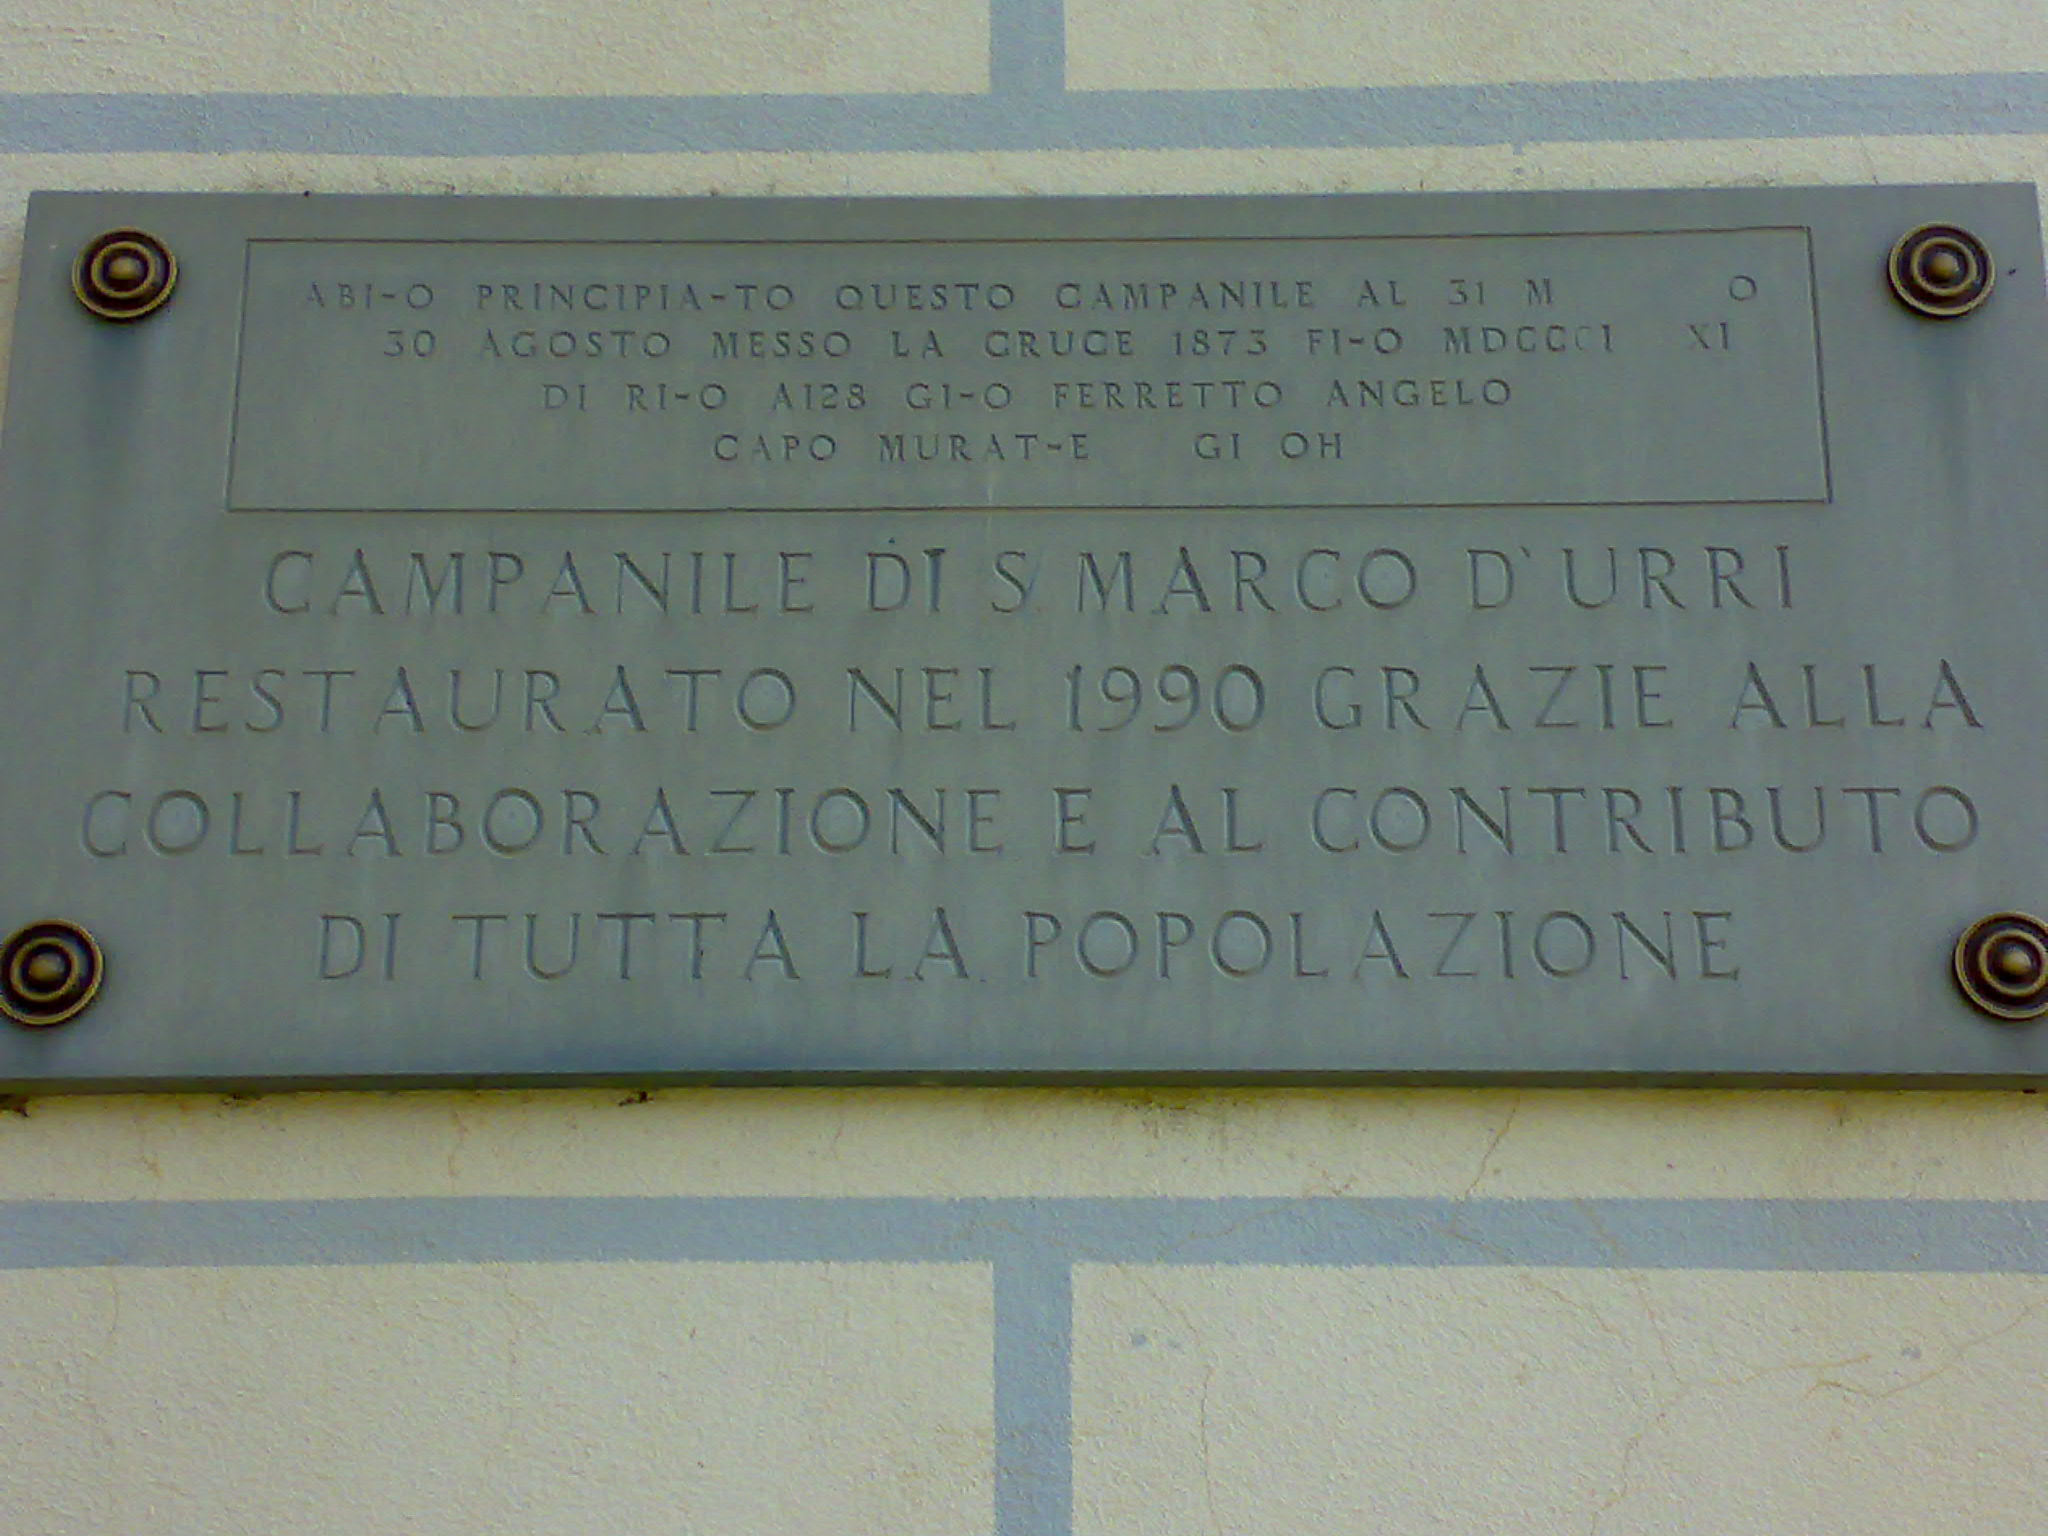 ABI-O PRINCIPIA-TO QUESTO CAMPANILE AL 31 M O
30 AGOSTO MESSO LA CRUCE 1873 FI-O MDCCCI XI
DI RI-O A128 GI-O FERRETTO ANGELO
CAPO MURAT-E GI OH
CAMPANILE DI S. MARCO D'URRI
RESTAURATO NEL 1990 GRAZIE ALLA
COLLABORAZIONE E AL CONTRIBUTO
DI TUTTA LA POPOLAZIONE